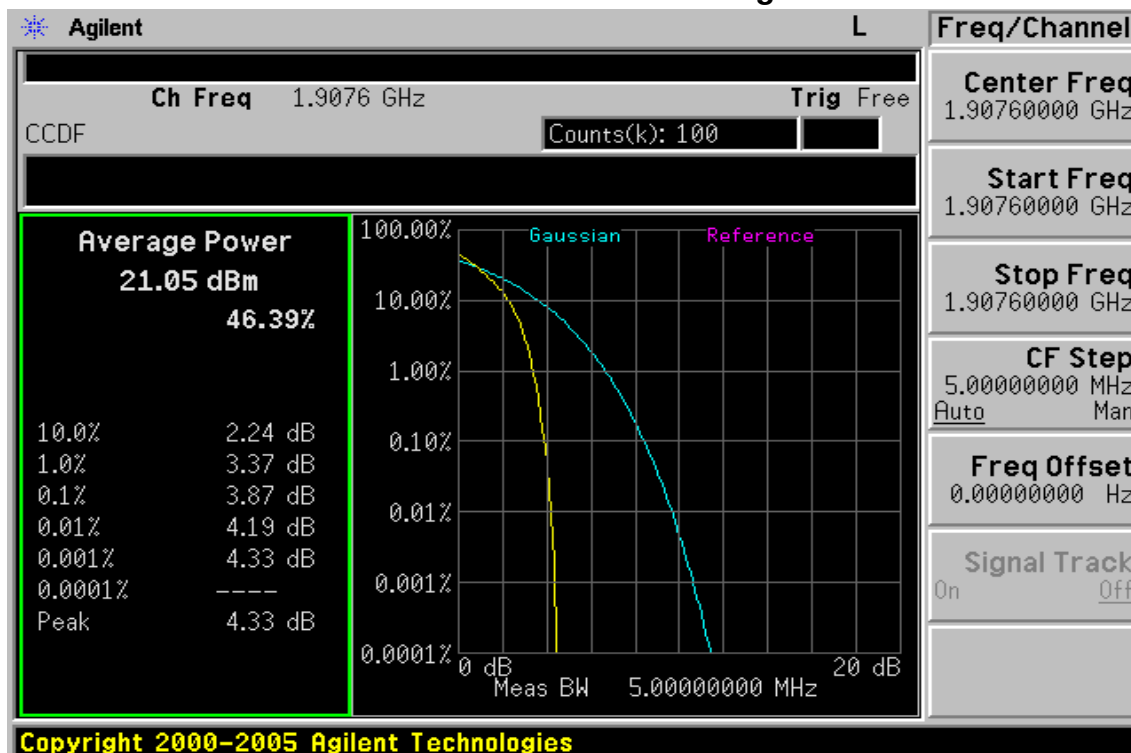 Agilent L Freq/Channel
Ch Freq 1.9076 GHz Trig Free
CCDF Counts(k): 100
Average Power
21.05 dBm
46.39%
10.0% 2.24 dB
1.0% 3.37 dB
0.1% 3.87 dB
0.01% 4.19 dB
0.001% 4.33 dB
0.0001% ----
Peak 4.33 dB
Gaussian Reference
100.00%
10.00%
1.00%
0.10%
0.01%
0.001%
0.0001%
0 dB 20 dB
Meas BW 5.00000000 MHz
Center Freq
1.90760000 GHz
Start Freq
1.90760000 GHz
Stop Freq
1.90760000 GHz
CF Step
5.00000000 MHz
Auto Man
Freq Offset
0.00000000 Hz
Signal Track
On Off
Copyright 2000-2005 Agilent Technologies